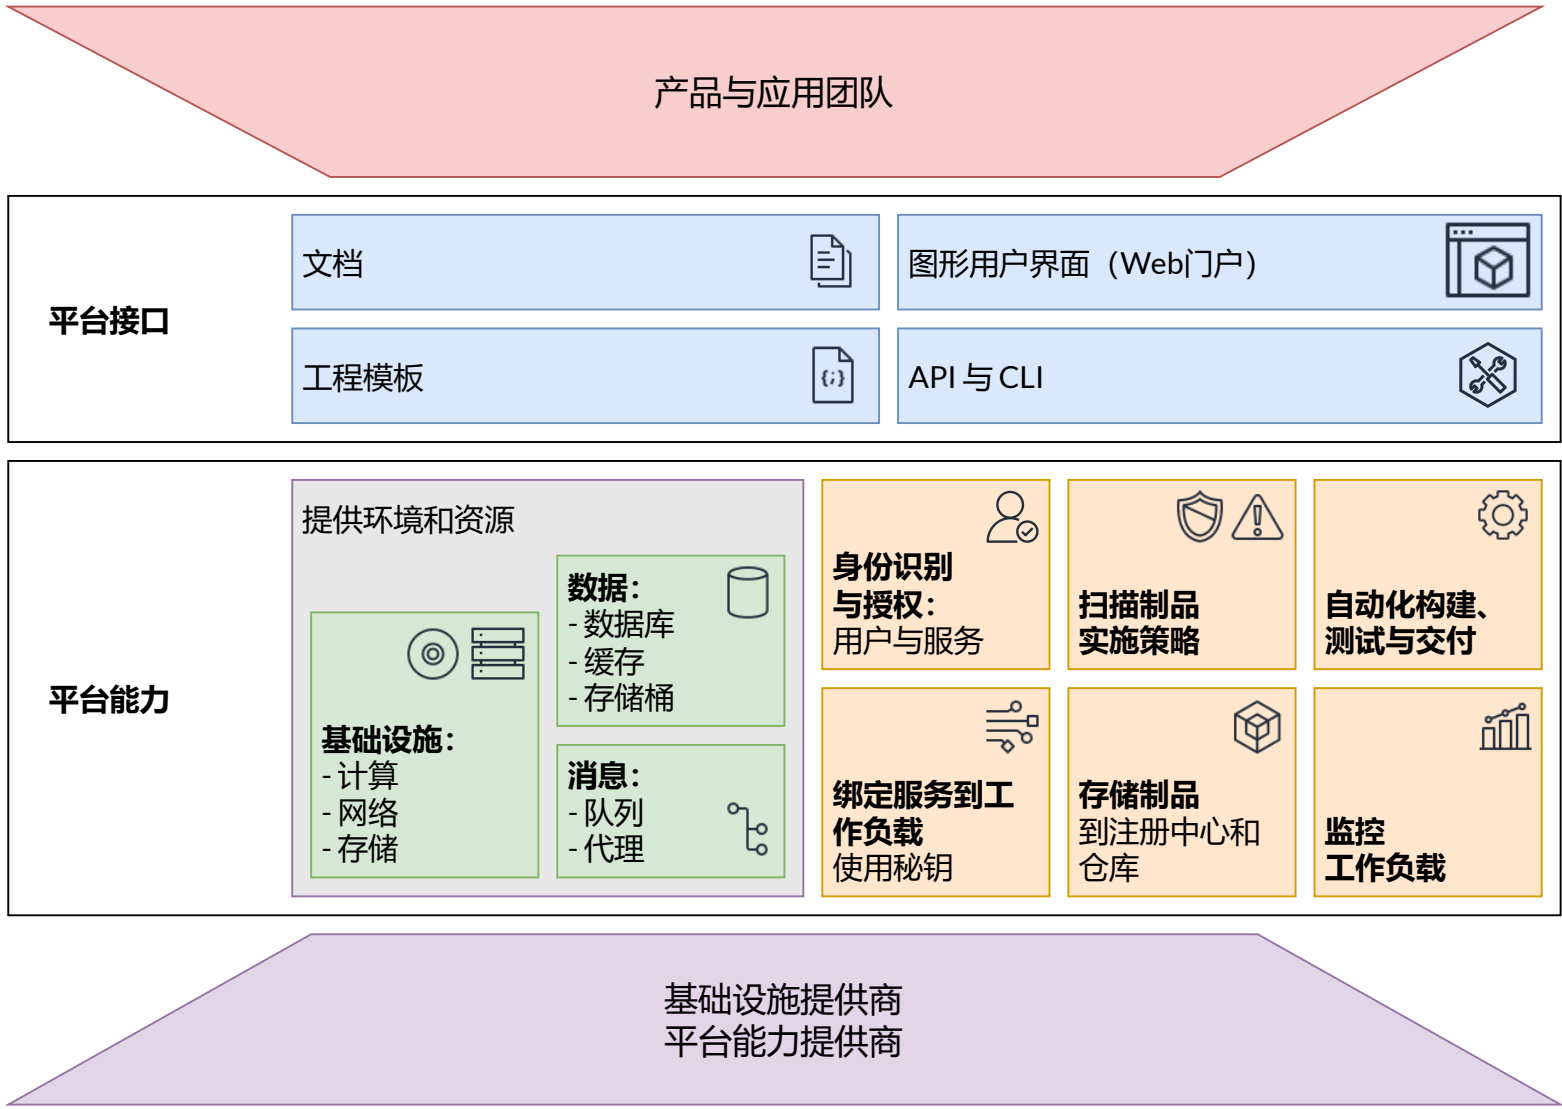 产品与应用团队
平台接口
文档
图形用户界面（Web门户）
工程模板
API 与 CLI
平台能力
提供环境和资源
基础设施：
- 计算
- 网络
- 存储
数据：
- 数据库
- 缓存
- 存储桶
消息：
- 队列
- 代理
身份识别
与授权：
用户与服务
扫描制品
实施策略
自动化构建、
测试与交付
绑定服务到工
作负载
使用秘钥
存储制品
到注册中心和
仓库
监控
工作负载
基础设施提供商
平台能力提供商